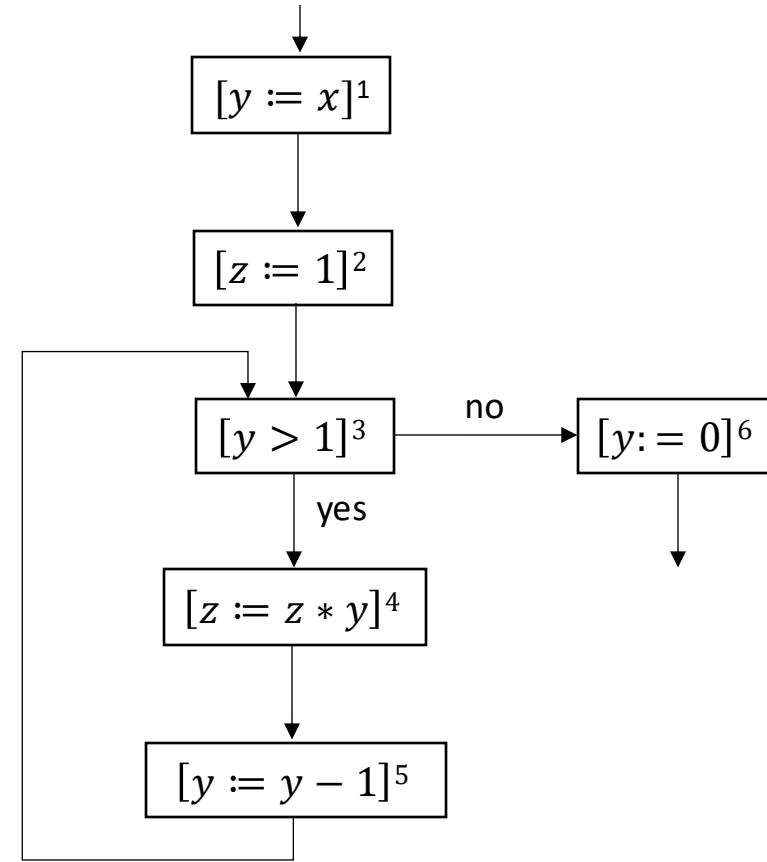 [y ≔ x]¹
[z ≔ 1]²
[y > 1]³
no
[y: = 0]⁶
yes
[z ≔ z ∗ y]⁴
[y ≔ y − 1]⁵